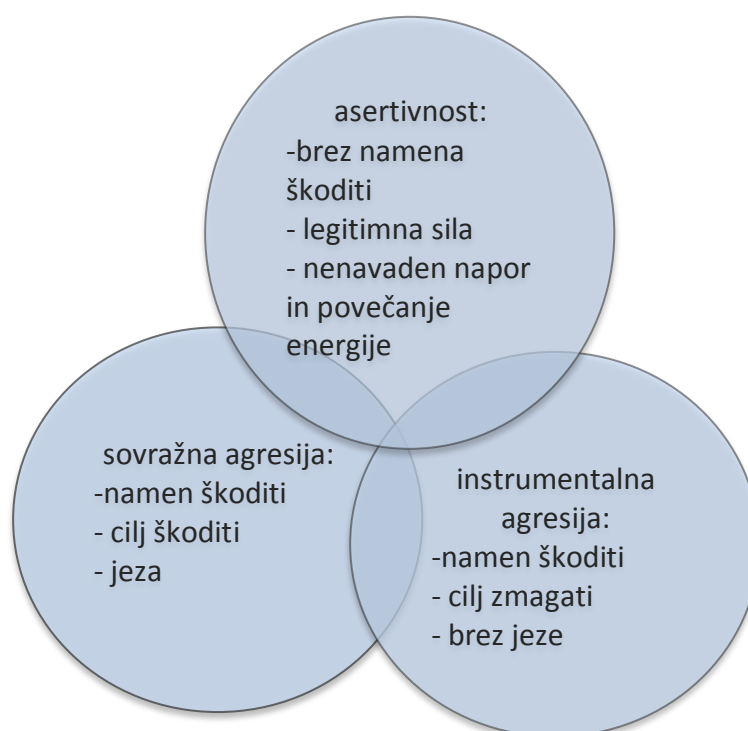 asertivnost:
-brez namena
škoditi
- legitimna sila
- nenavaden napor
in povečanje
energije
sovražna agresija:
-namen škoditi
- cilj škoditi
- jeza
instrumentalna
agresija:
-namen škoditi
- cilj zmagati
- brez jeze